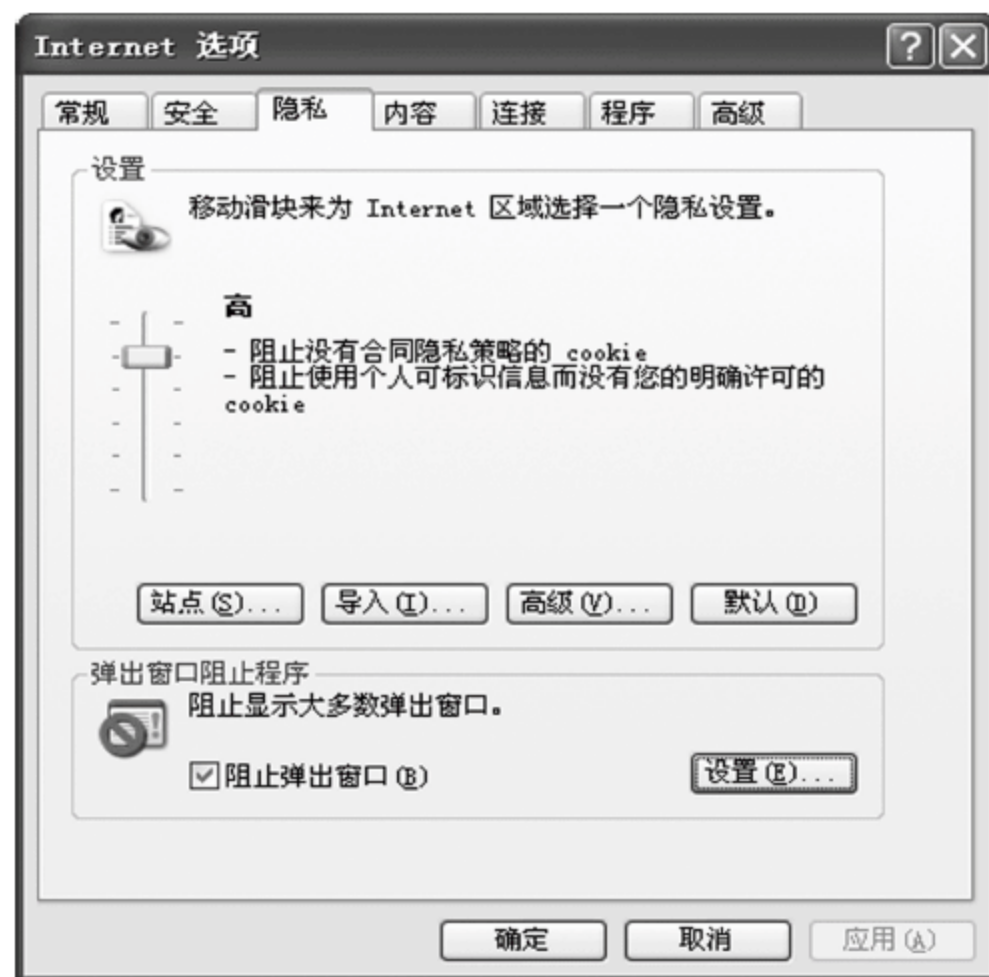 Internet 选项
常规 安全 隐私 内容 连接 程序 高级
设置
移动滑块来为 Internet 区域选择一个隐私设置。
高
- 阻止没有合同隐私策略的 cookie
- 阻止使用个人可标识信息而没有您的明确许可的
cookie
站点(S)... 导入(I)... 高级(V)... 默认(D)
弹出窗口阻止程序
阻止显示大多数弹出窗口。
阻止弹出窗口(B) 设置(E)...
确定 取消 应用(A)